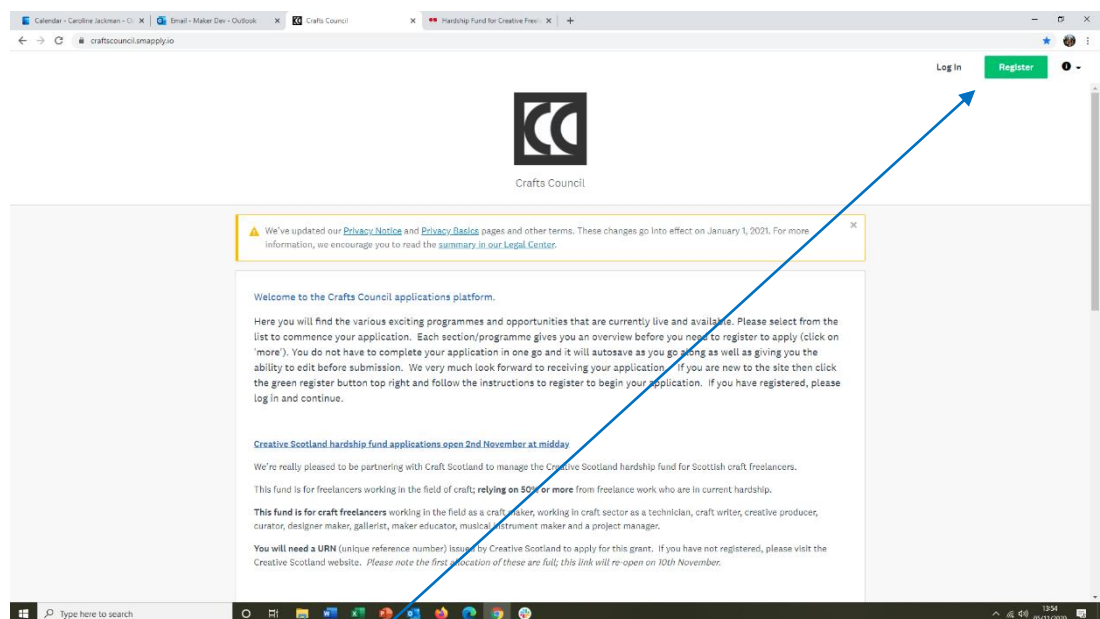 Calendar - Caroline Jackman - O
Email - Maker Dev - Outlook
Crafts Council
Hardship Fund for Creative Freel
craftscouncil.smapply.io
Log In
Register
Crafts Council
We've updated our Privacy Notice and Privacy Basics pages and other terms. These changes go into effect on January 1, 2021. For more
information, we encourage you to read the summary in our Legal Center.
Welcome to the Crafts Council applications platform.
Here you will find the various exciting programmes and opportunities that are currently live and available. Please select from the
list to commence your application. Each section/programme gives you an overview before you need to register to apply (click on
'more'). You do not have to complete your application in one go and it will autosave as you go along as well as giving you the
ability to edit before submission. We very much look forward to receiving your application. If you are new to the site then click
the green register button top right and follow the instructions to register to begin your application. If you have registered, please
log in and continue.
Creative Scotland hardship fund applications open 2nd November at midday
We're really pleased to be partnering with Craft Scotland to manage the Creative Scotland hardship fund for Scottish craft freelancers.
This fund is for freelancers working in the field of craft; relying on 50% or more from freelance work who are in current hardship.
This fund is for craft freelancers working in the field as a craft maker, working in craft sector as a technician, craft writer, creative producer,
curator, designer maker, gallerist, maker educator, musical instrument maker and a project manager.
You will need a URN (unique reference number) issued by Creative Scotland to apply for this grant. If you have not registered, please visit the
Creative Scotland website. Please note the first allocation of these are full; this link will re-open on 10th November.
Type here to search
13:54